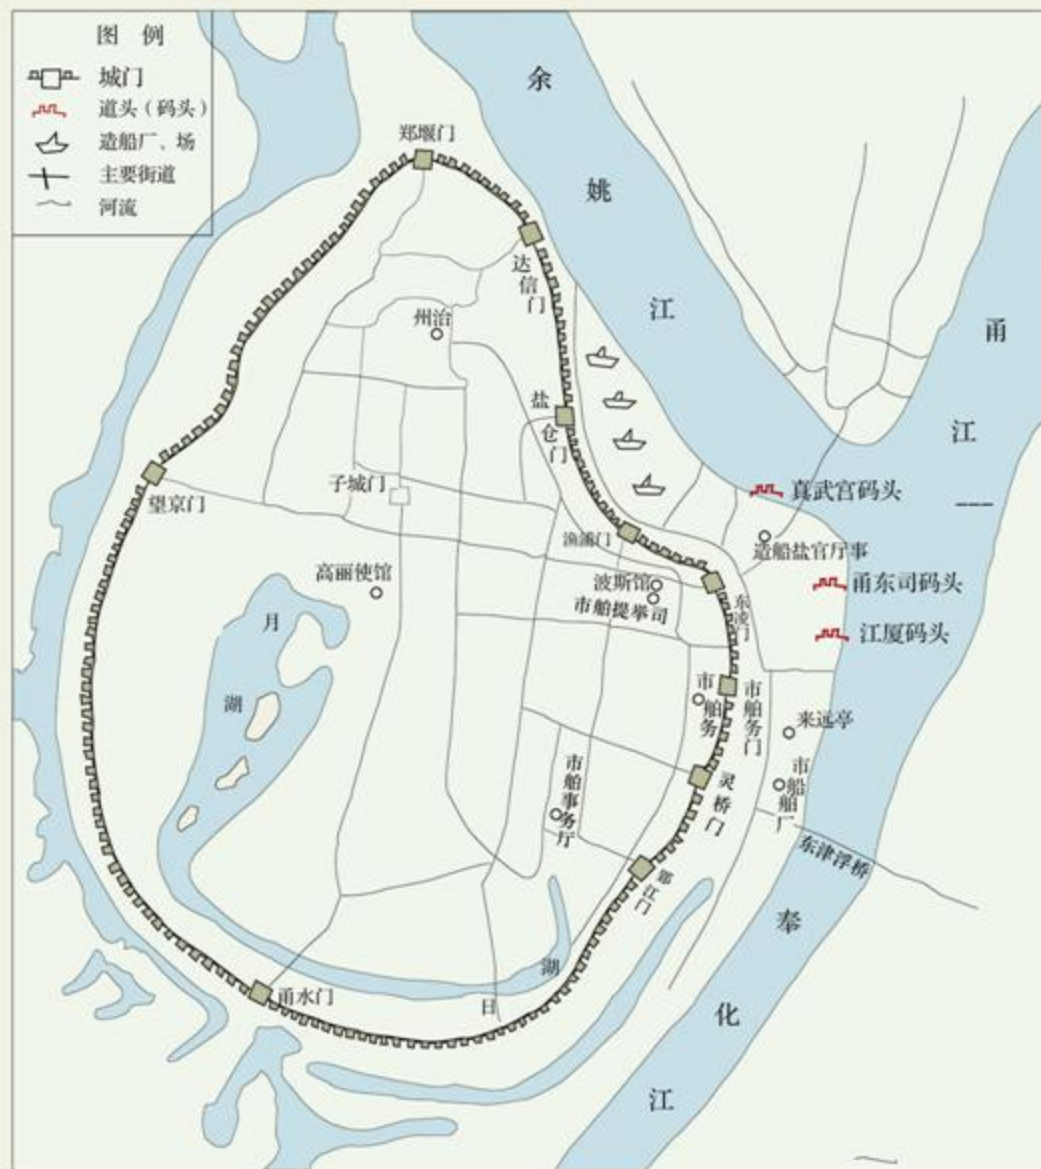 图 例
城门
道头（码头）
造船厂、场
主要街道
河流
余
姚
江
甬
江
郑堰门
达信门
州治
盐仓门
子城门
望京门
渔浦门
真武宫码头
造船盐官厅事
甬东司码头
江厦码头
高丽使馆
波斯馆
市舶提举司
东渡门
月
湖
市舶务
市舶务门
来远亭
市舶船厂
灵桥门
市舶事务厅
东津浮桥
鄞江门
奉
化
江
湖
日
甬水门